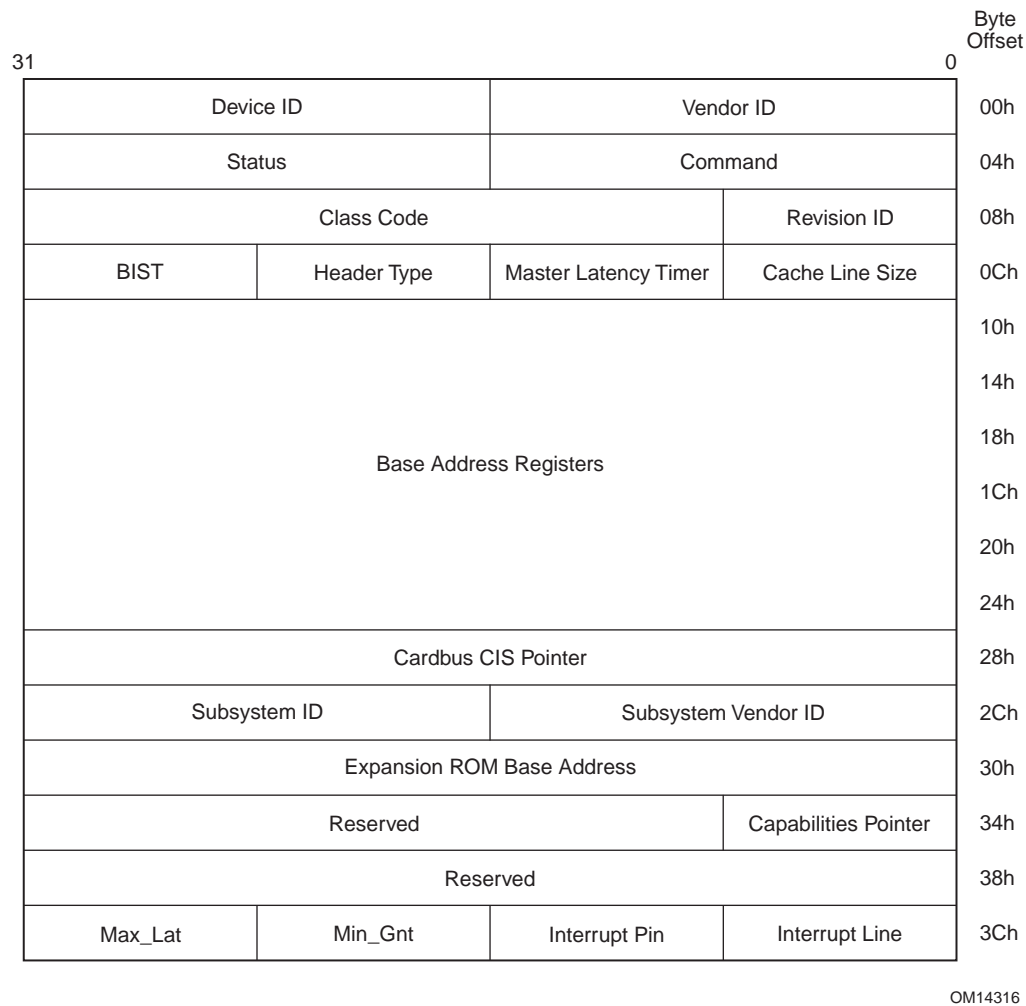 Byte
Offset
31 0
Device ID Vendor ID 00h
Status Command 04h
Class Code Revision ID 08h
BIST Header Type Master Latency Timer Cache Line Size 0Ch
10h
14h
18h
Base Address Registers
1Ch
20h
24h
Cardbus CIS Pointer 28h
Subsystem ID Subsystem Vendor ID 2Ch
Expansion ROM Base Address 30h
Reserved Capabilities Pointer 34h
Reserved 38h
Max_Lat Min_Gnt Interrupt Pin Interrupt Line 3Ch
OM14316